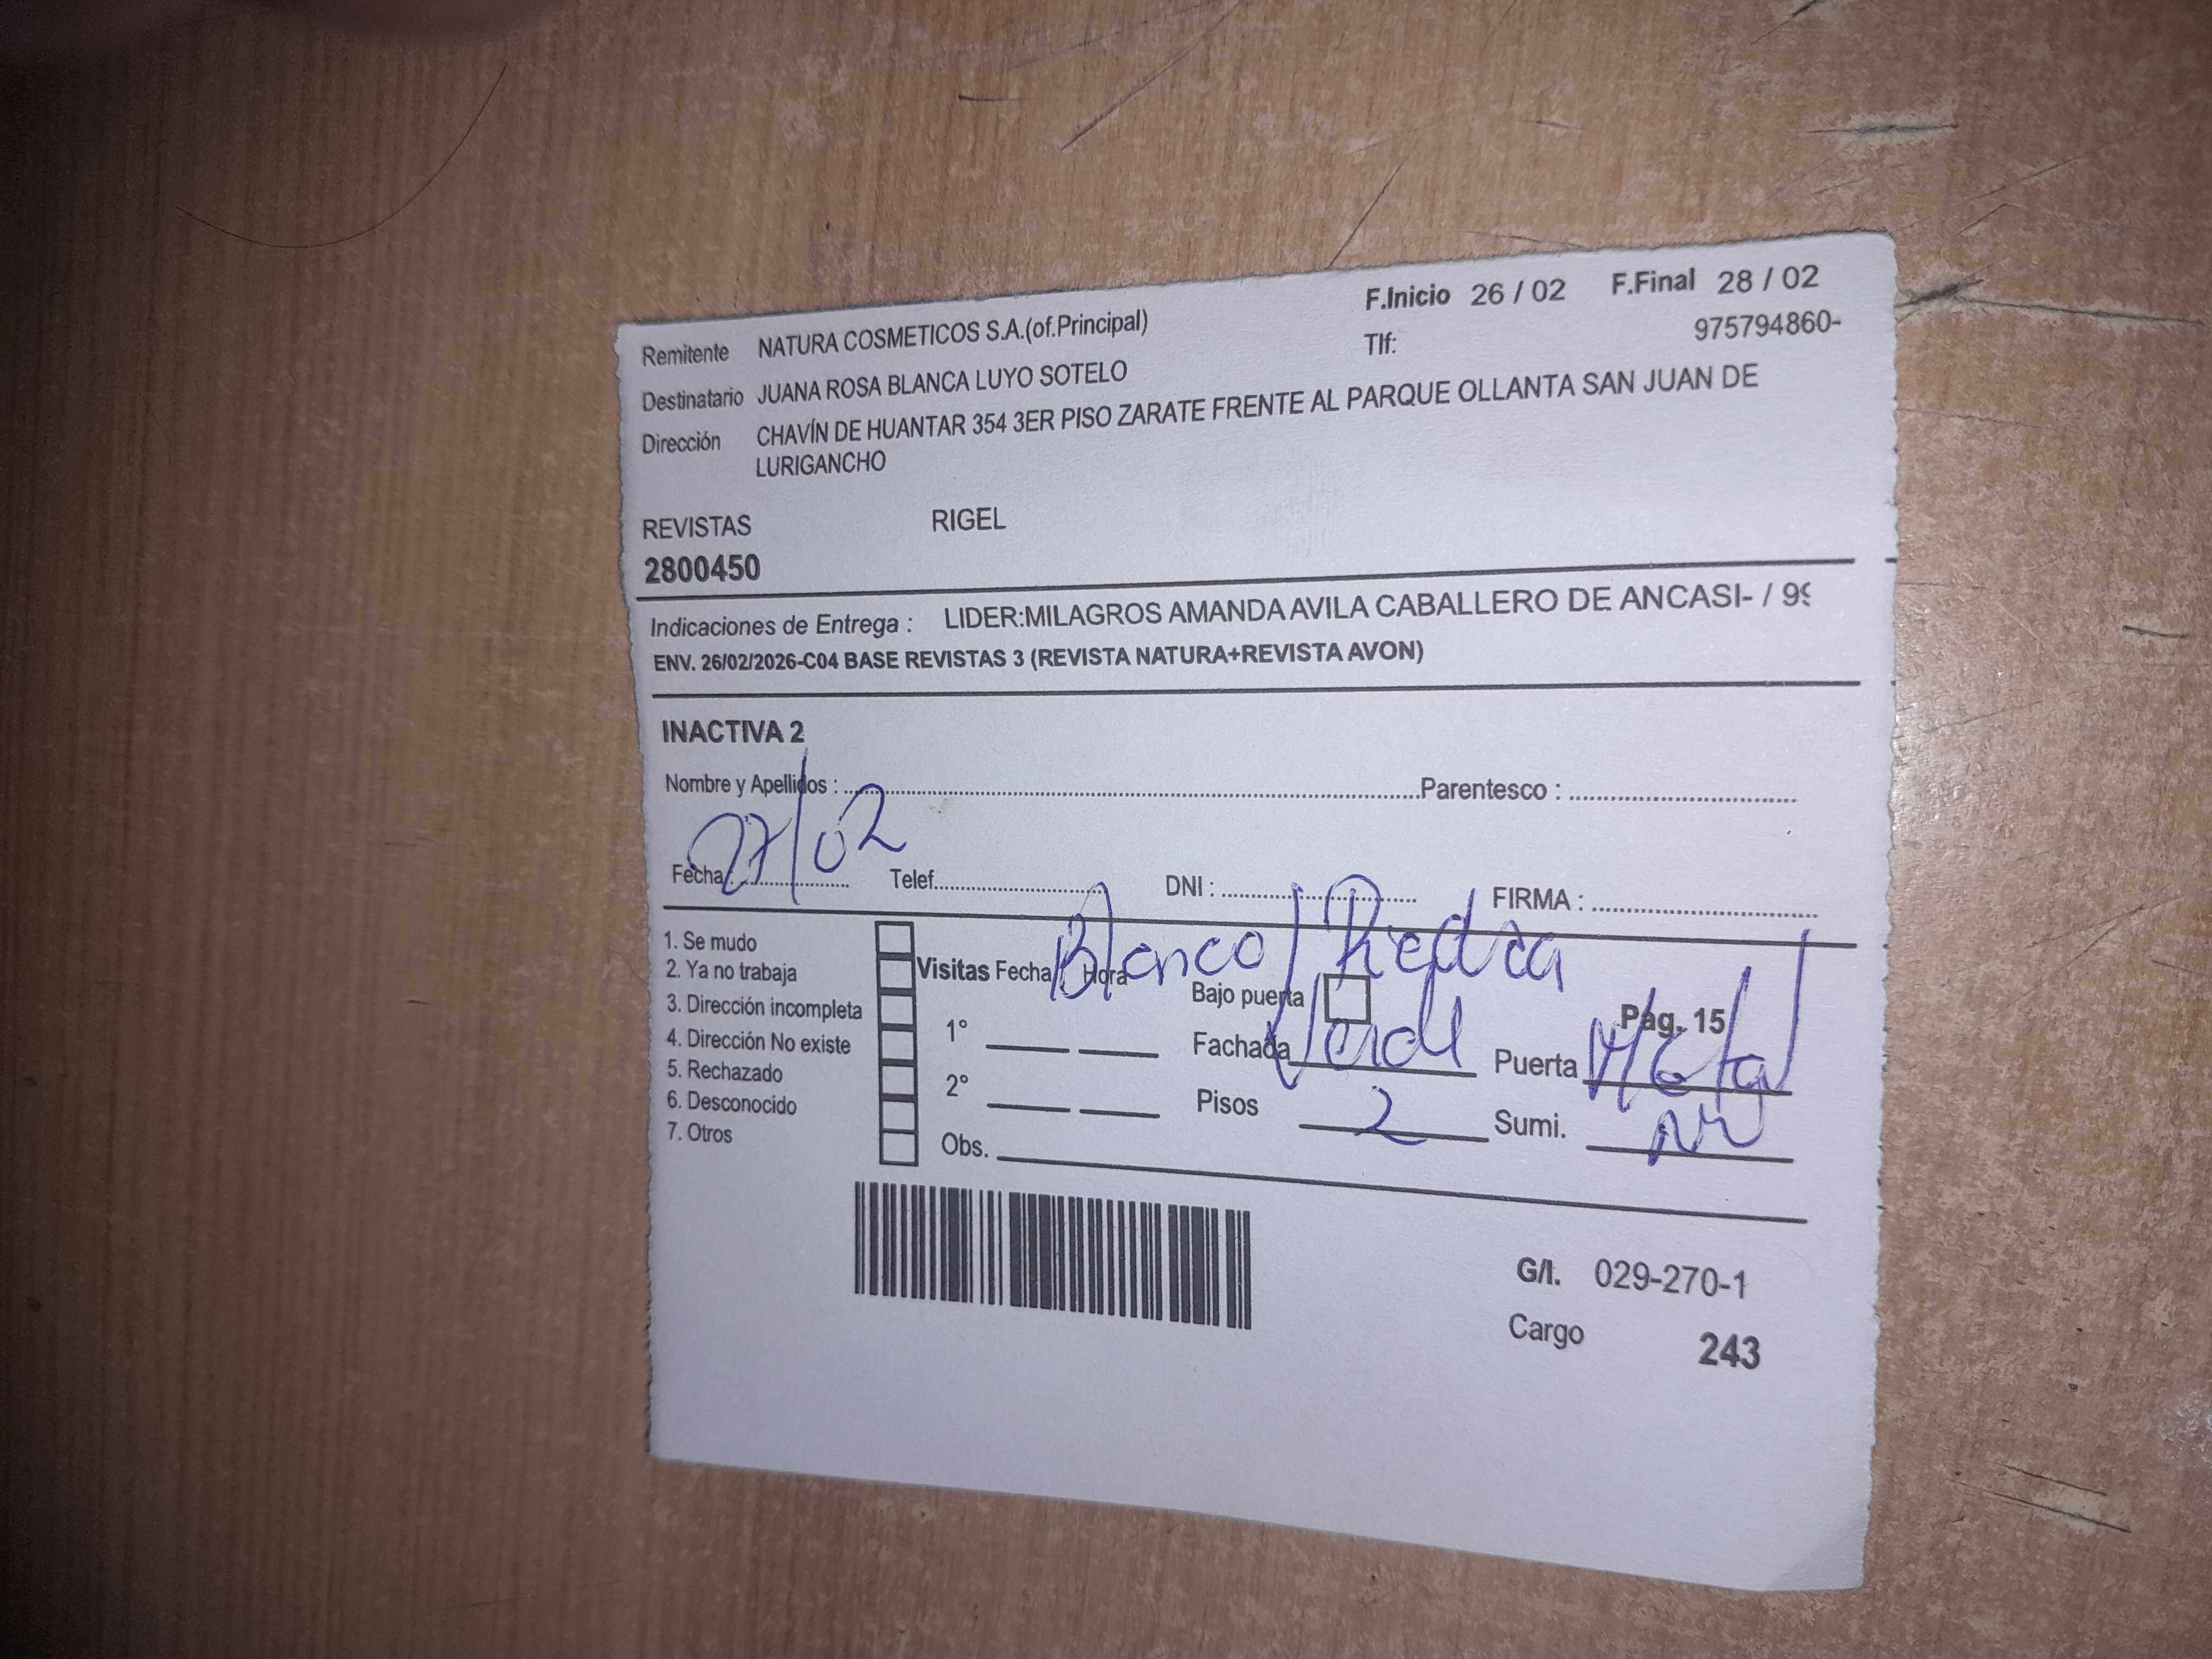 F.Inicio 26 / 02 F.Final 28 / 02
Remitente NATURA COSMETICOS S.A.(of.Principal) Tlf: 975794860-
Destinatario JUANA ROSA BLANCA LUYO SOTELO
Dirección CHAVÍN DE HUANTAR 354 3ER PISO ZARATE FRENTE AL PARQUE OLLANTA SAN JUAN DE
LURIGANCHO
REVISTAS RIGEL
2800450
Indicaciones de Entrega : LIDER:MILAGROS AMANDA AVILA CABALLERO DE ANCASI- / 99
ENV. 26/02/2026-C04 BASE REVISTAS 3 (REVISTA NATURA+REVISTA AVON)
INACTIVA 2
Nombre y Apellidos : Parentesco :
27/02
Fecha Telef. DNI : FIRMA :
Blanco / Piedra
1. Se mudo
2. Ya no trabaja Visitas Fecha Hora Bajo puerta Pág. 15
3. Dirección incompleta
4. Dirección No existe 1° Fachada Verde Puerta Metal
5. Rechazado
6. Desconocido 2° Pisos 2 Sumi.
7. Otros Obs.
G/I. 029-270-1
Cargo 243